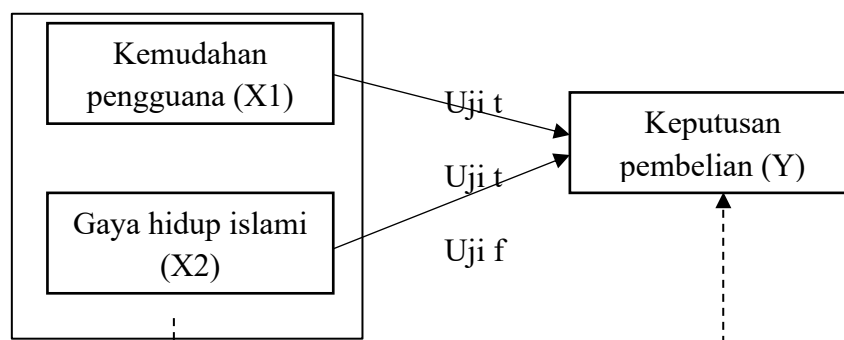 Kemudahan
pengguana (X1)
Uji t
Keputusan
pembelian (Y)
Uji t
Gaya hidup islami
(X2)
Uji f